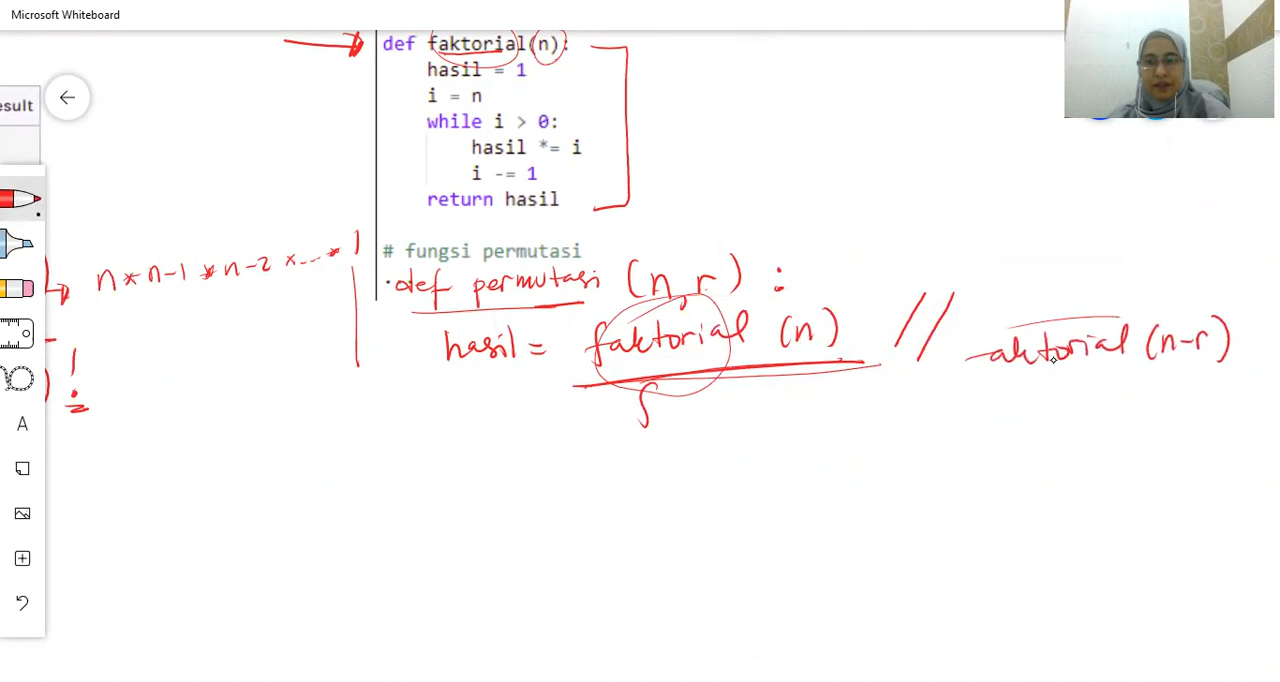 Microsoft Whiteboard
esult
def faktorial(n):
hasil = 1
i = n
while i > 0:
hasil *= i
i -= 1
return hasil
# fungsi permutasi
n * n-1 * n-2 * ... * 1
def permutasi (n, r) :
hasil = faktorial (n) // aktorial (n-r)
!
A